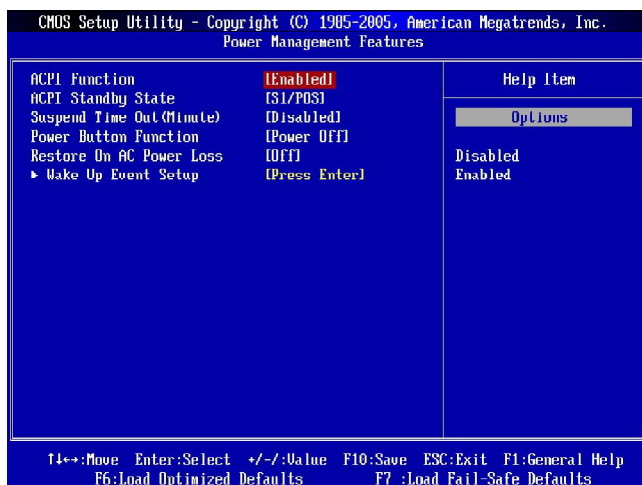 CMOS Setup Utility - Copyright (C) 1985-2005, American Megatrends, Inc.
Power Management Features
ACPI Function [Enabled]
ACPI Standby State [S1/POS]
Suspend Time Out(Minute) [Disabled]
Power Button Function [Power Off]
Restore On AC Power Loss [Off]
▸ Wake Up Event Setup [Press Enter]
Help Item
Options
Disabled
Enabled
↑↓←→:Move Enter:Select +/-/:Value F10:Save ESC:Exit F1:General Help
F6:Load Optimized Defaults F7 :Load Fail-Safe Defaults